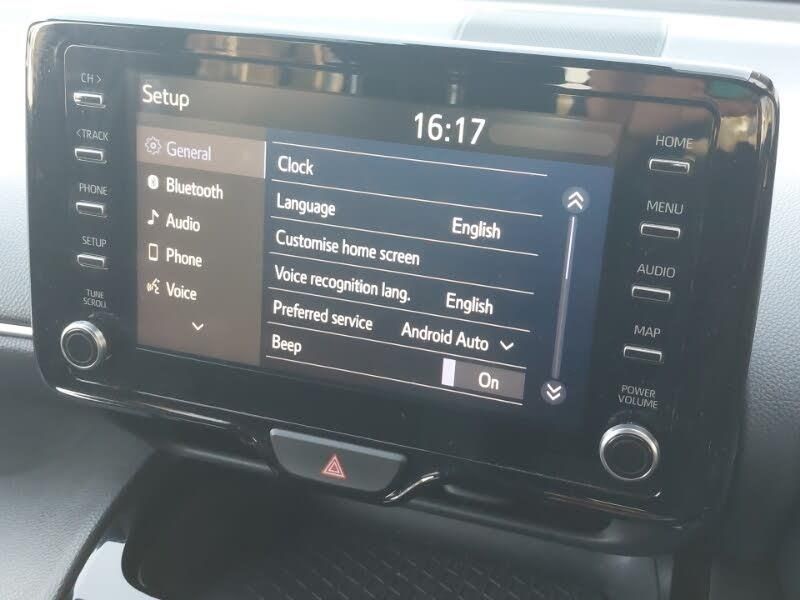 CH >
<TRACK
PHONE
SETUP
TUNE
SCROLL
Setup
16:17
General
Bluetooth
Audio
Phone
Voice
Clock
Language English
Customise home screen
Voice recognition lang. English
Preferred service Android Auto
Beep On
HOME
MENU
AUDIO
MAP
POWER
VOLUME